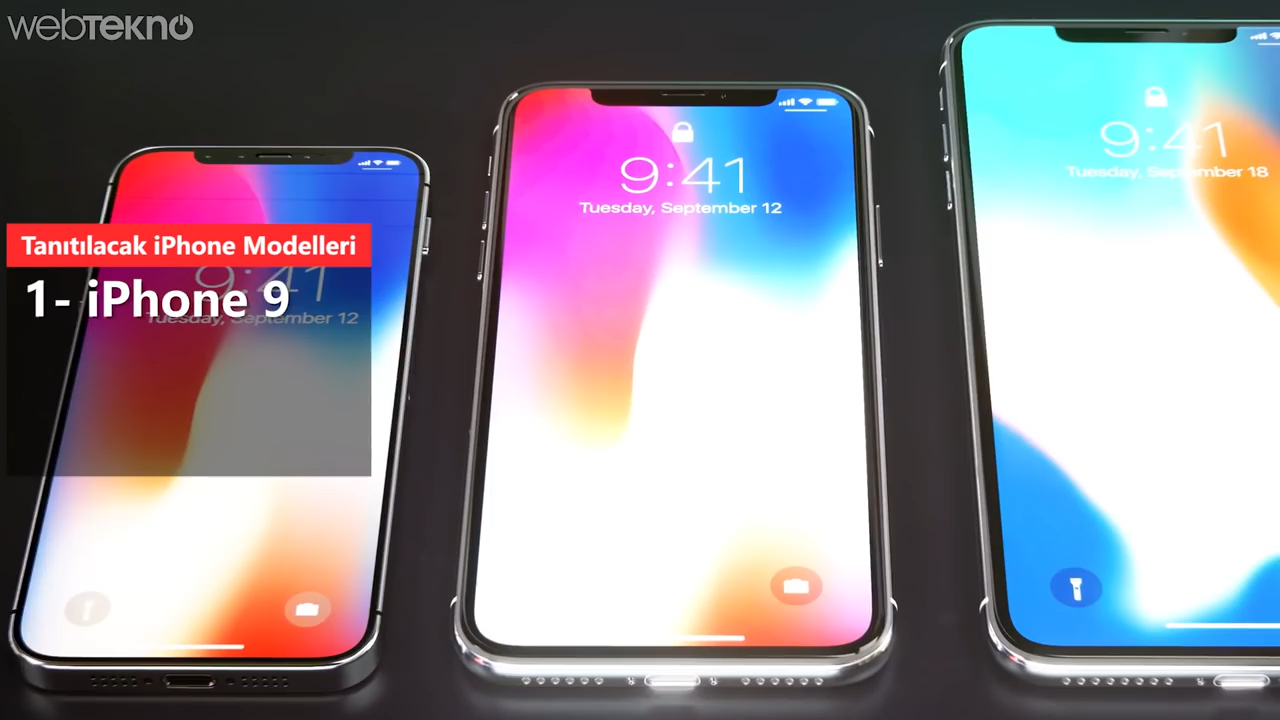 webTEKNO
Tanıtılacak iPhone Modelleri
1- iPhone 9
9:41
Tuesday, September 12
9:41
Tuesday, September 12
9:41
Tuesday, September 18